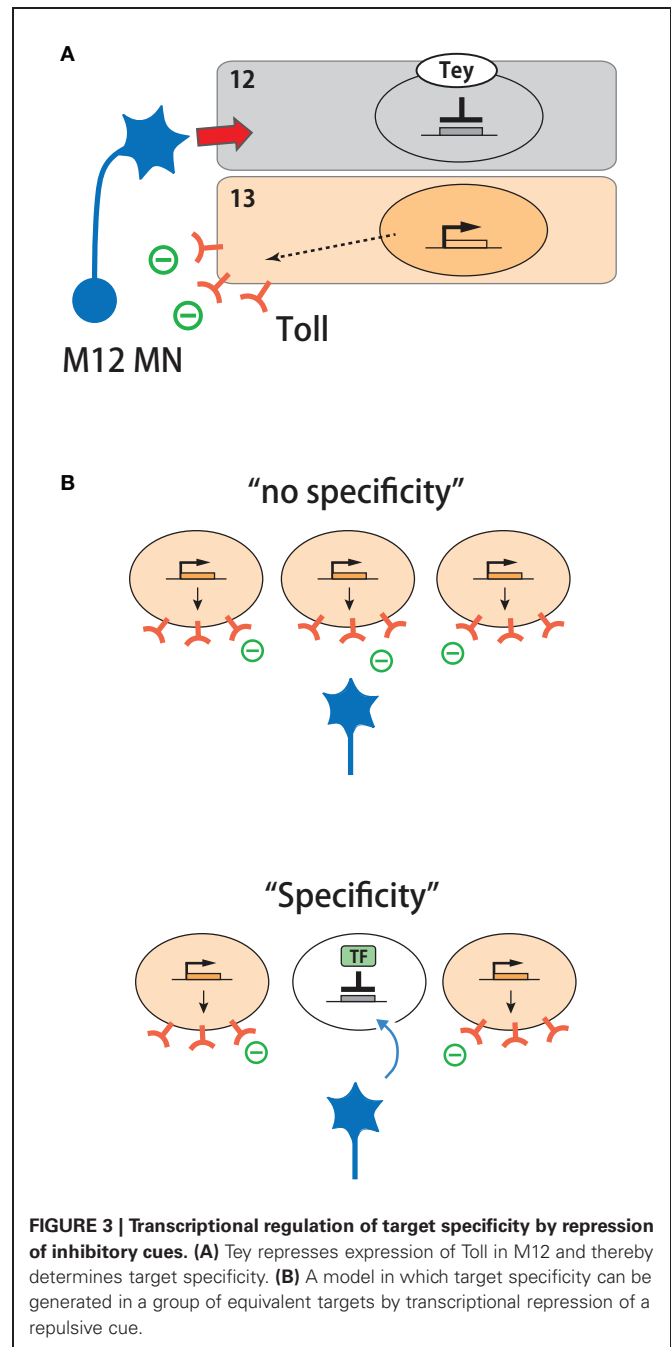 A
12
Tey
13
Toll
M12 MN
B
"no specificity"
"Specificity"
TF
FIGURE 3 | Transcriptional regulation of target specificity by repression
of inhibitory cues. (A) Tey represses expression of Toll in M12 and thereby
determines target specificity. (B) A model in which target specificity can be
generated in a group of equivalent targets by transcriptional repression of a
repulsive cue.